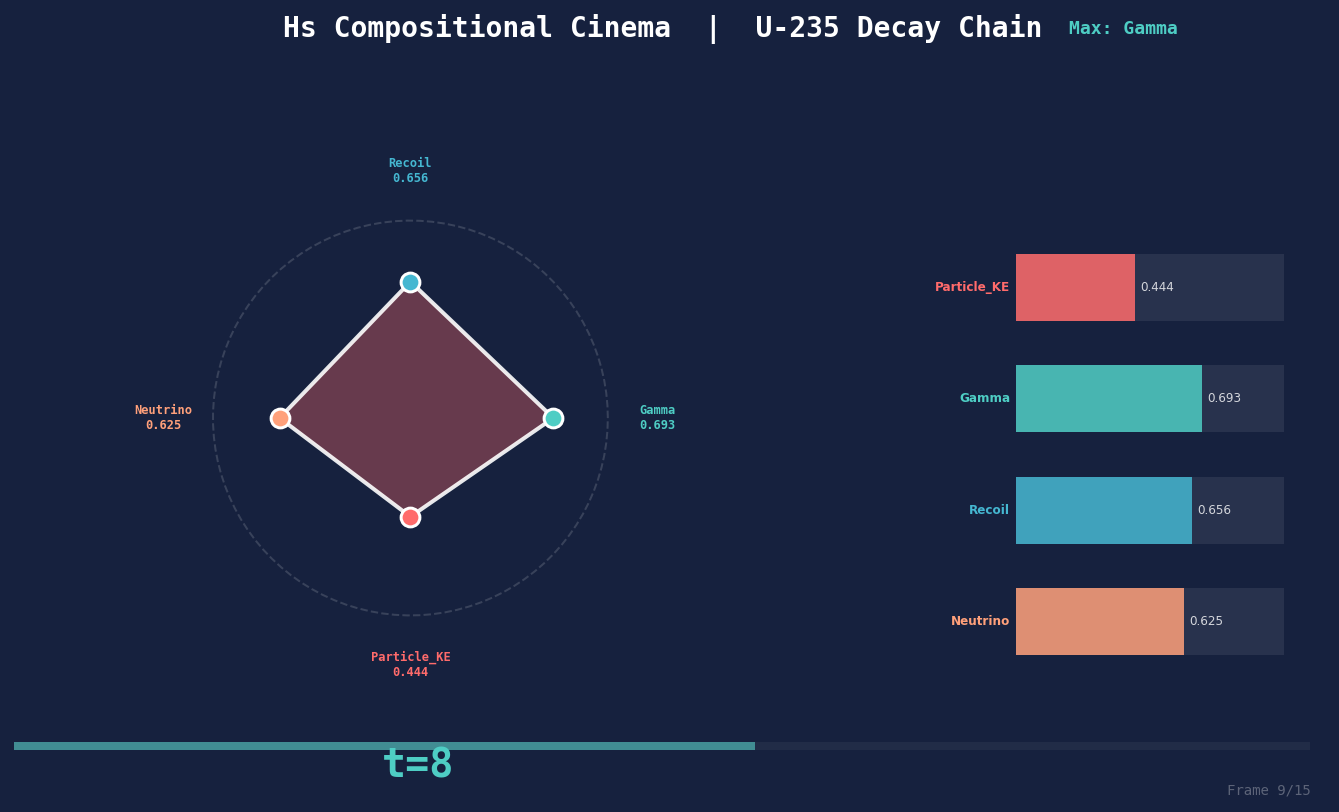 Hs Compositional Cinema | U-235 Decay Chain Max: Gamma
Recoil
0.656
Neutrino
0.625
Gamma
0.693
Particle_KE
0.444
Particle_KE 0.444
Gamma 0.693
Recoil 0.656
Neutrino 0.625
t=8
Frame 9/15